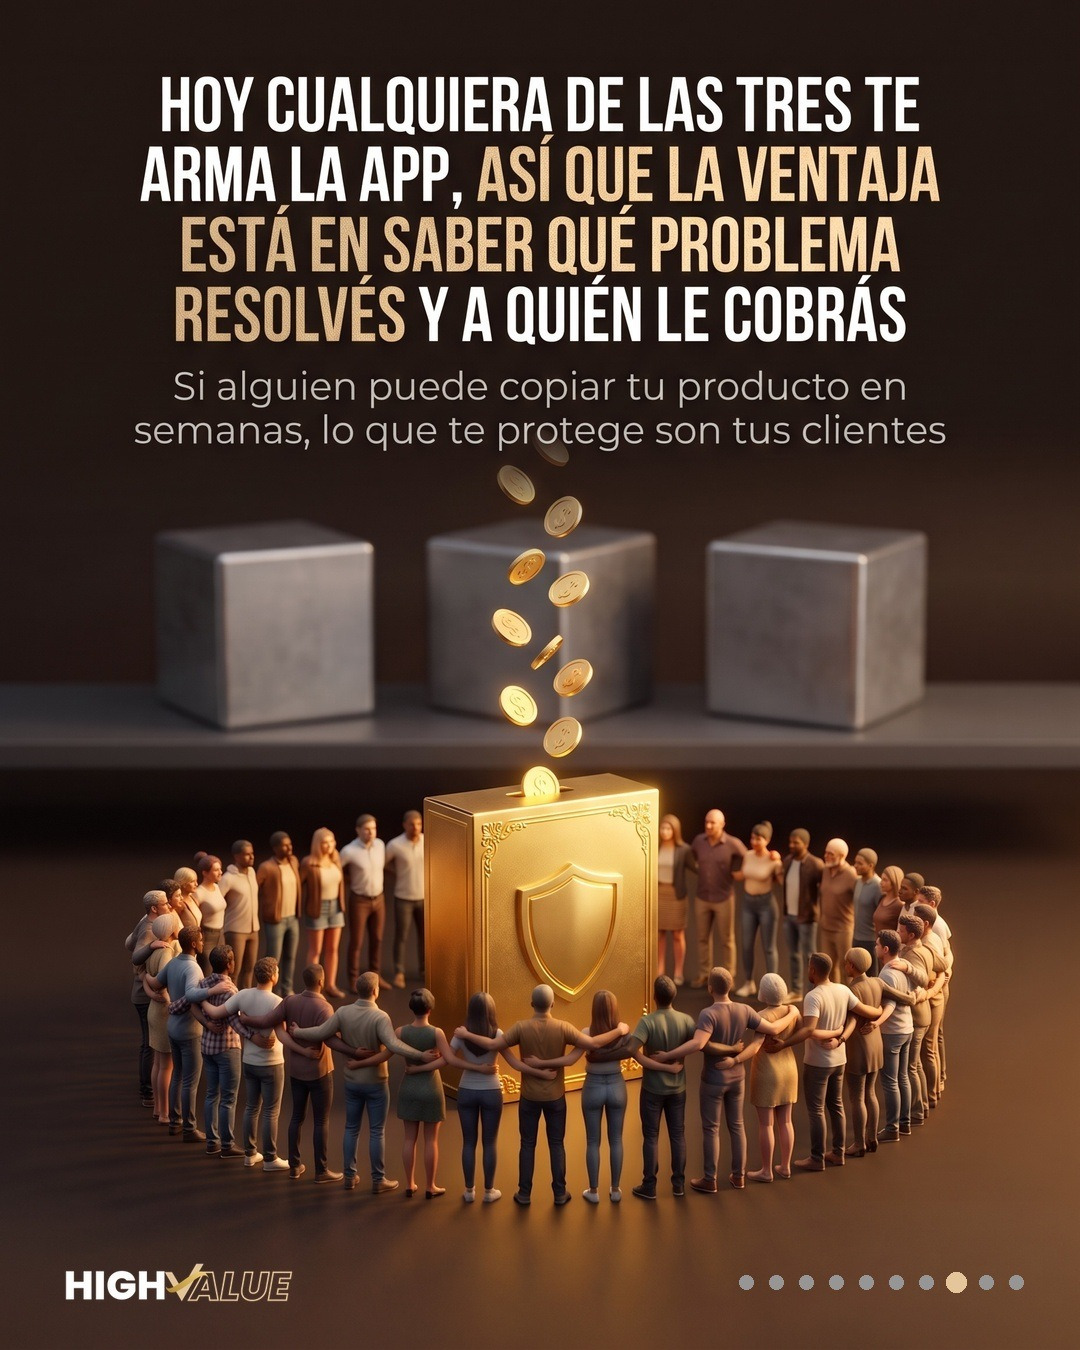 HOY CUALQUIERA DE LAS TRES TE
ARMA LA APP, ASÍ QUE LA VENTAJA
ESTÁ EN SABER QUÉ PROBLEMA
RESOLVÉS Y A QUIÉN LE COBRÁS
Si alguien puede copiar tu producto en
semanas, lo que te protege son tus clientes
HIGHVALUE